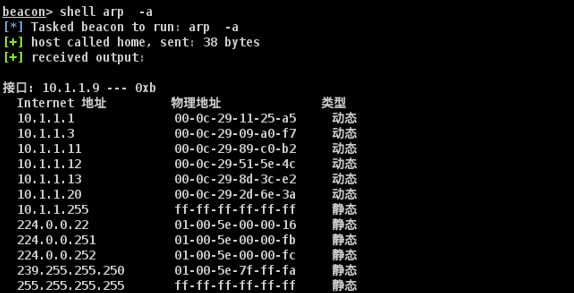 beacon> shell arp  -a
[*] Tasked beacon to run: arp  -a
[+] host called home, sent: 38 bytes
[+] received output:
接口: 10.1.1.9 --- 0xb
Internet 地址 物理地址 类型
10.1.1.1 00-0c-29-11-25-a5 动态
10.1.1.3 00-0c-29-09-a0-f7 动态
10.1.1.11 00-0c-29-89-c0-b2 动态
10.1.1.12 00-0c-29-51-5e-4c 动态
10.1.1.13 00-0c-29-8d-3c-e2 动态
10.1.1.20 00-0c-29-2d-6e-3a 动态
10.1.1.255 ff-ff-ff-ff-ff-ff 静态
224.0.0.22 01-00-5e-00-00-16 静态
224.0.0.251 01-00-5e-00-00-fb 静态
224.0.0.252 01-00-5e-00-00-fc 静态
239.255.255.250 01-00-5e-7f-ff-fa 静态
255.255.255.255 ff-ff-ff-ff-ff-ff 静态